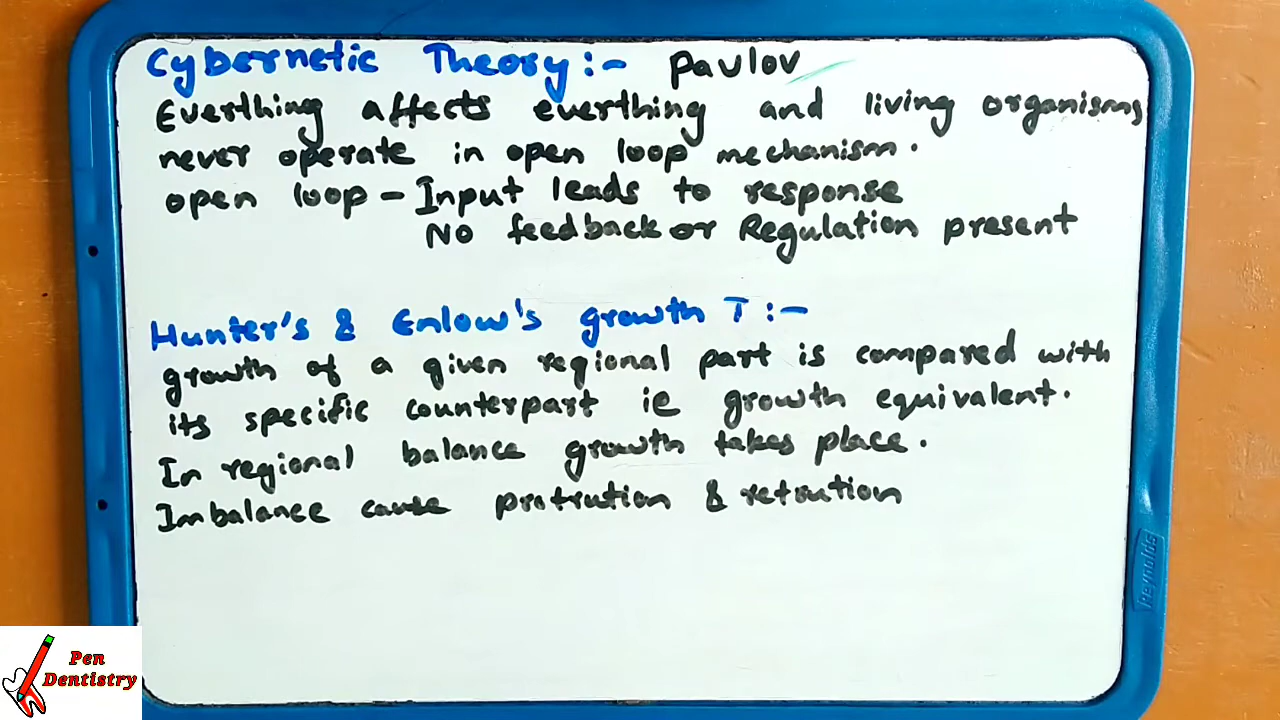 Cybernetic Theory:- Pavlov
Everthing affects everthing and living organisms
never operate in open loop mechanism.
open loop - Input leads to response
No feedback or Regulation present
Hunter's & Enlow's growth T:-
growth of a given regional part is compared with
its specific counterpart ie growth equivalent.
In regional balance growth takes place.
Imbalance cause protrution & retrution
Reynolds
Pen
Dentistry